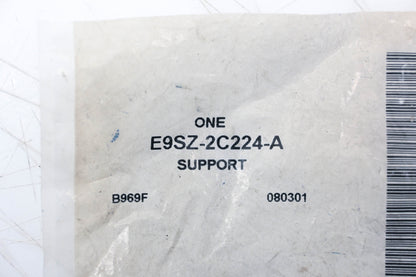 ONE
E9SZ-2C224-A
SUPPORT
B969F 080301